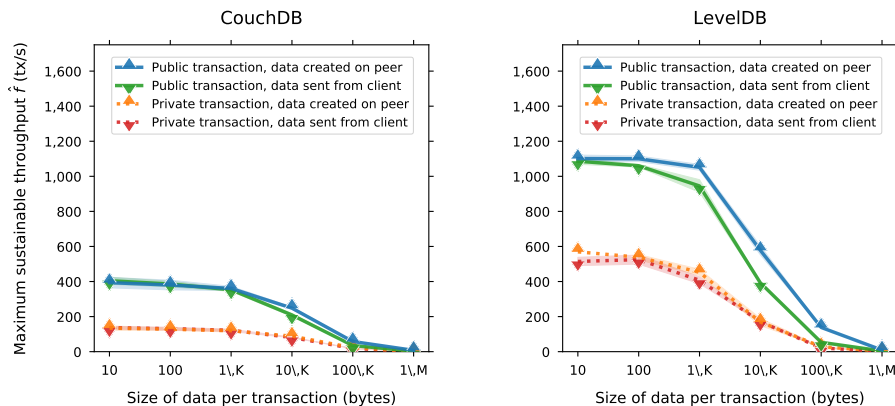 CouchDB
Maximum sustainable throughput f̂ (tx/s)
1,600
1,400
1,200
1,000
800
600
400
200
0
Public transaction, data created on peer
Public transaction, data sent from client
Private transaction, data created on peer
Private transaction, data sent from client
10 100 1\,K 10\,K 100\,K 1\,M
Size of data per transaction (bytes)
LevelDB
1,600
1,400
1,200
1,000
800
600
400
200
0
Public transaction, data created on peer
Public transaction, data sent from client
Private transaction, data created on peer
Private transaction, data sent from client
10 100 1\,K 10\,K 100\,K 1\,M
Size of data per transaction (bytes)